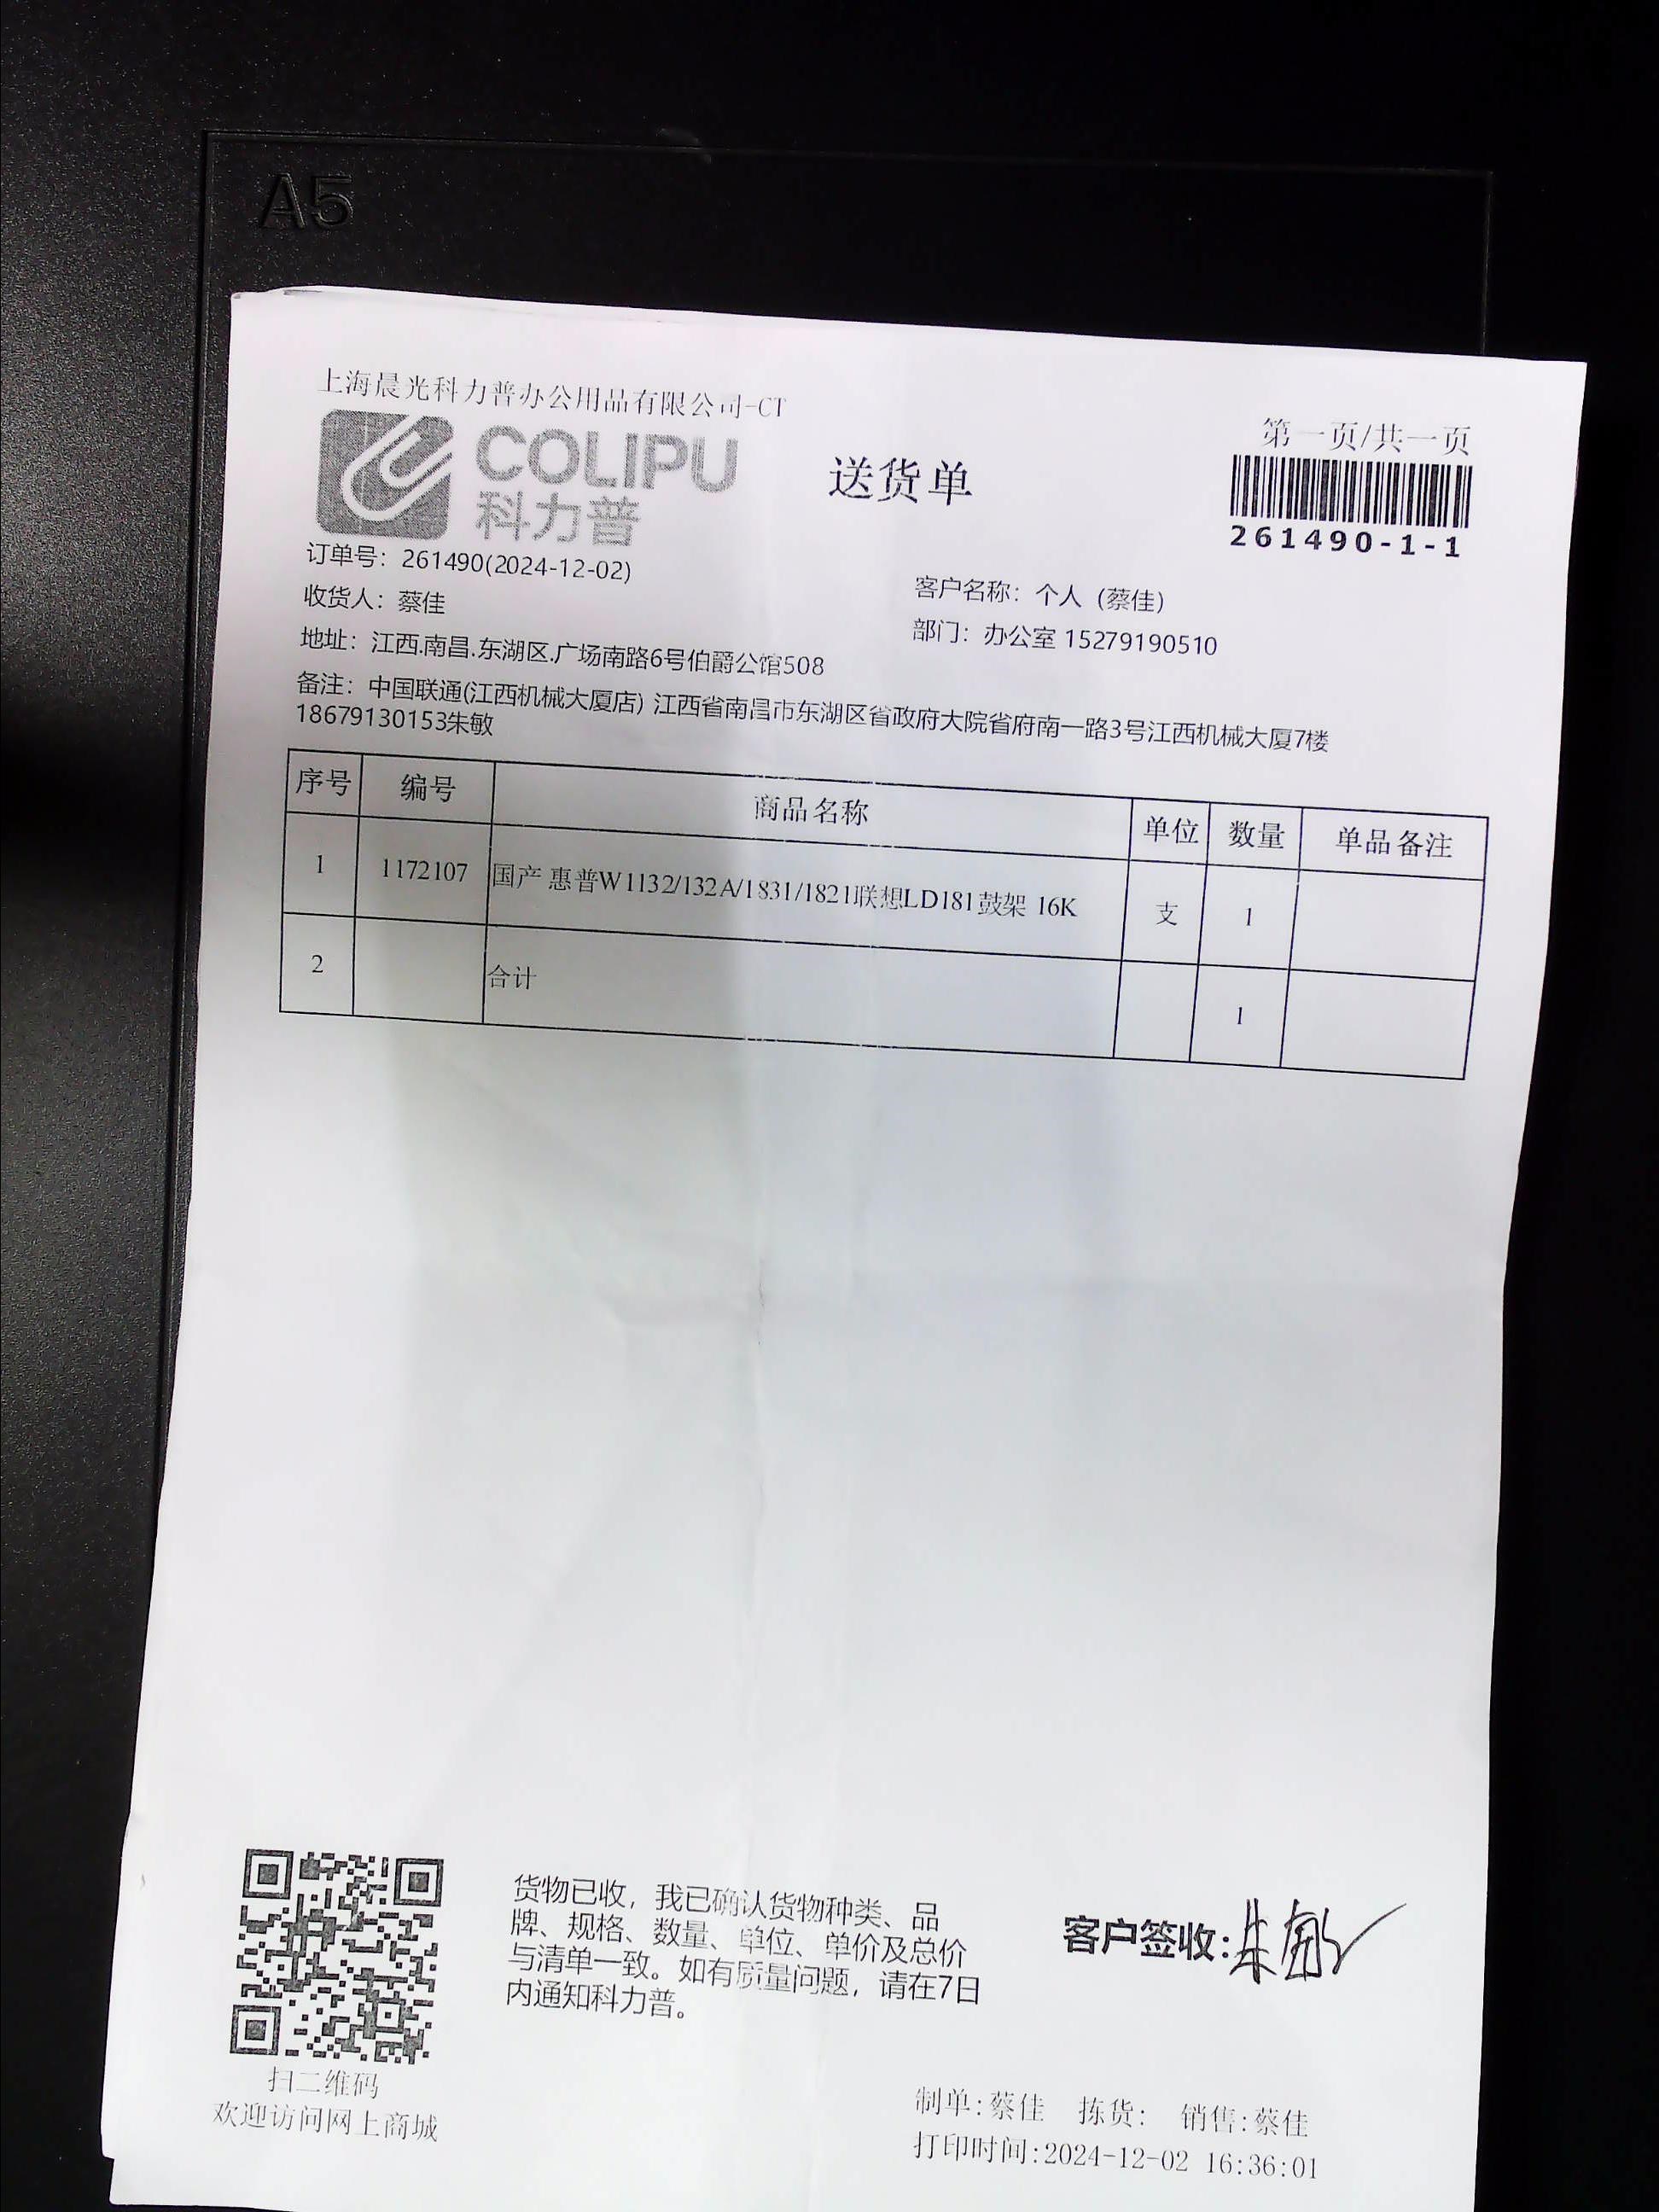 A5
上海晨光科力普办公用品有限公司-CT
COLIPU
科力普
送货单
第一页/共一页
261490-1-1
订单号：261490(2024-12-02)
收货人：蔡佳
客户名称：个人（蔡佳）
地址：江西.南昌.东湖区.广场南路6号伯爵公馆508
部门：办公室 15279190510
备注：中国联通(江西机械大厦店) 江西省南昌市东湖区省政府大院省府南一路3号江西机械大厦7楼
18679130153朱敏
序号 编号 商品名称 单位 数量 单品备注
1 1172107 国产 惠普W1132/132A/1831/1821联想LD181鼓架 16K 支 1
2 合计 1
货物已收，我已确认货物种类、品
牌、规格、数量、单位、单价及总价
与清单一致。如有质量问题，请在7日
内通知科力普。
客户签收:朱敏
扫二维码
欢迎访问网上商城
制单:蔡佳 拣货: 销售:蔡佳
打印时间:2024-12-02 16:36:01